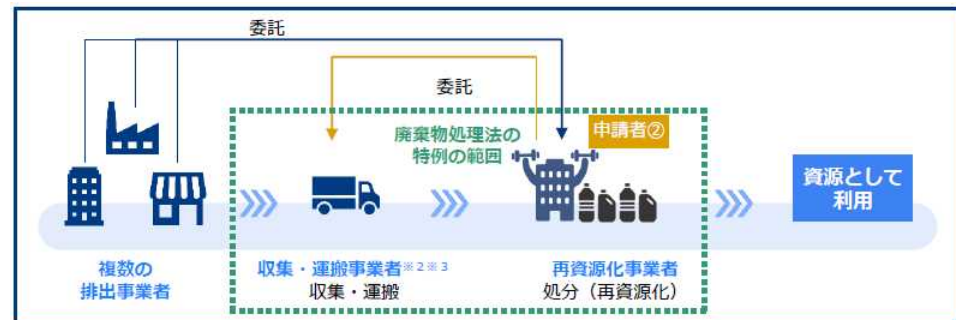 委託
委託
廃棄物処理法の
特例の範囲
申請者②
資源として
利用
複数の
排出事業者
収集・運搬事業者※2※3
収集・運搬
再資源化事業者
処分（再資源化）